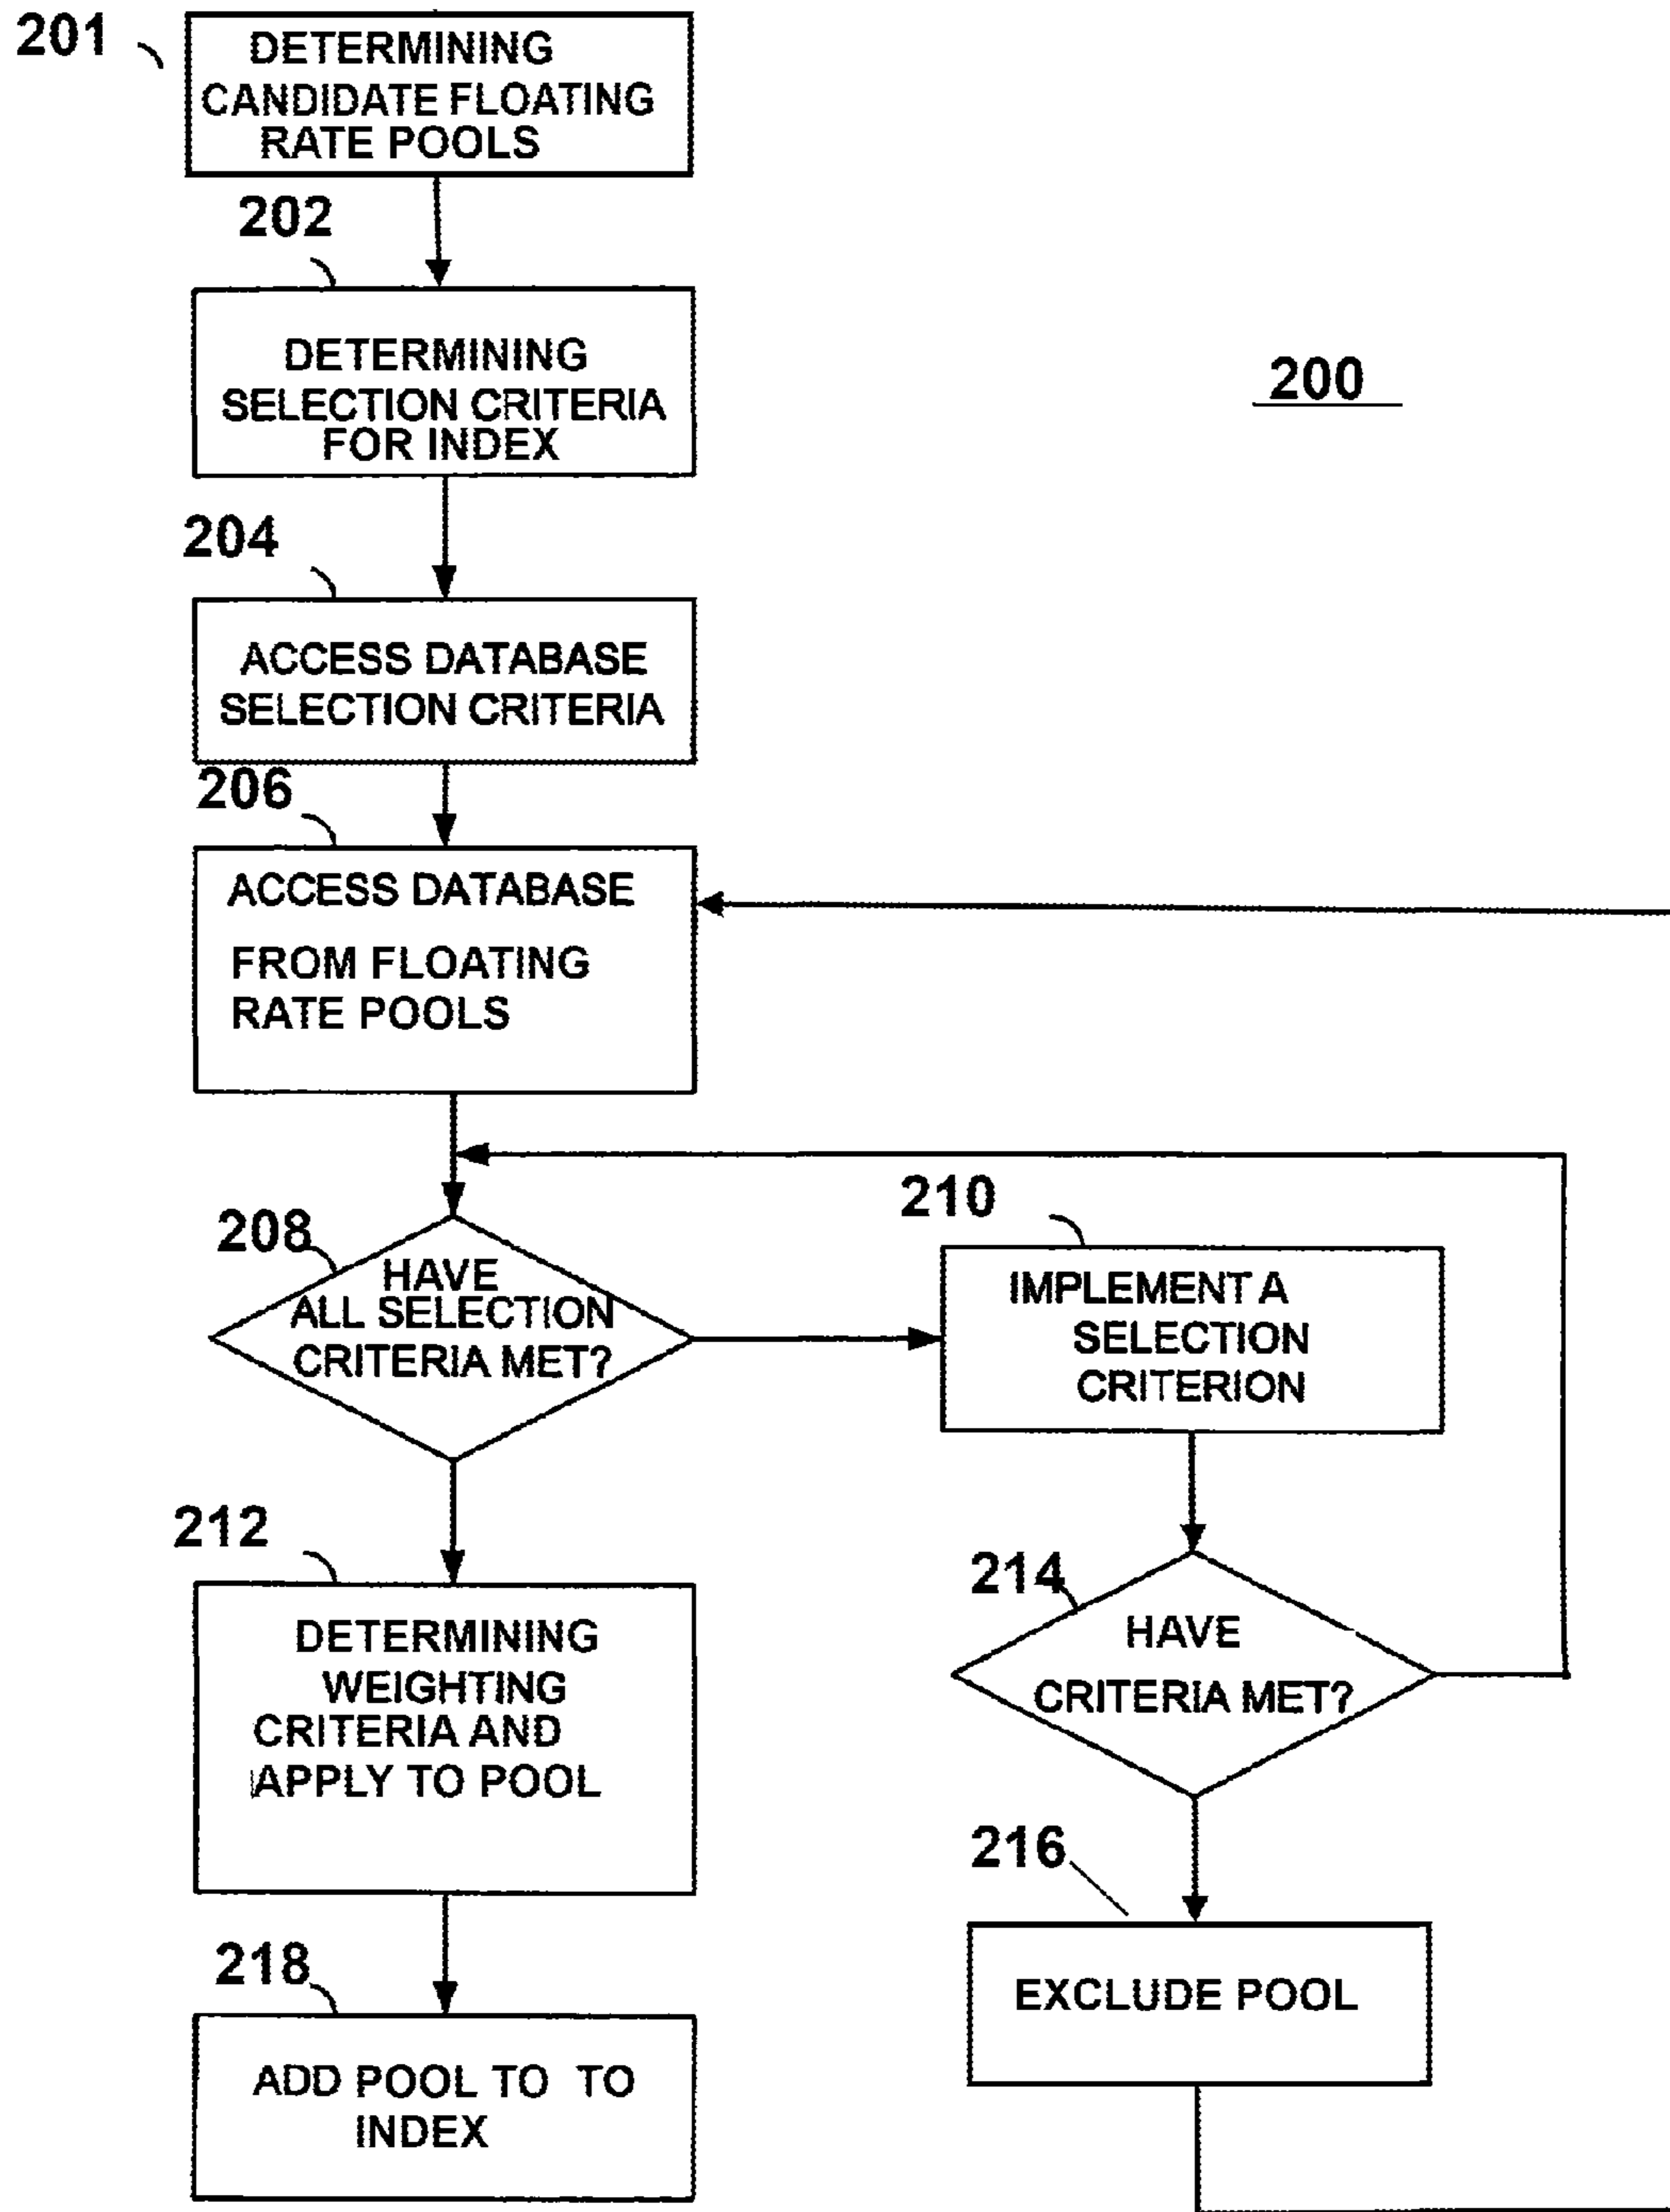 201
DETERMINING
CANDIDATE FLOATING
RATE POOLS
202
DETERMINING
SELECTION CRITERIA
FOR INDEX
200
204
ACCESS DATABASE
SELECTION CRITERIA
206
ACCESS DATABASE
FROM FLOATING
RATE POOLS
208
HAVE
ALL SELECTION
CRITERIA MET?
210
IMPLEMENT A
SELECTION
CRITERION
212
DETERMINING
WEIGHTING
CRITERIA AND
APPLY TO POOL
214
HAVE
CRITERIA MET?
216
EXCLUDE POOL
218
ADD POOL TO TO
INDEX